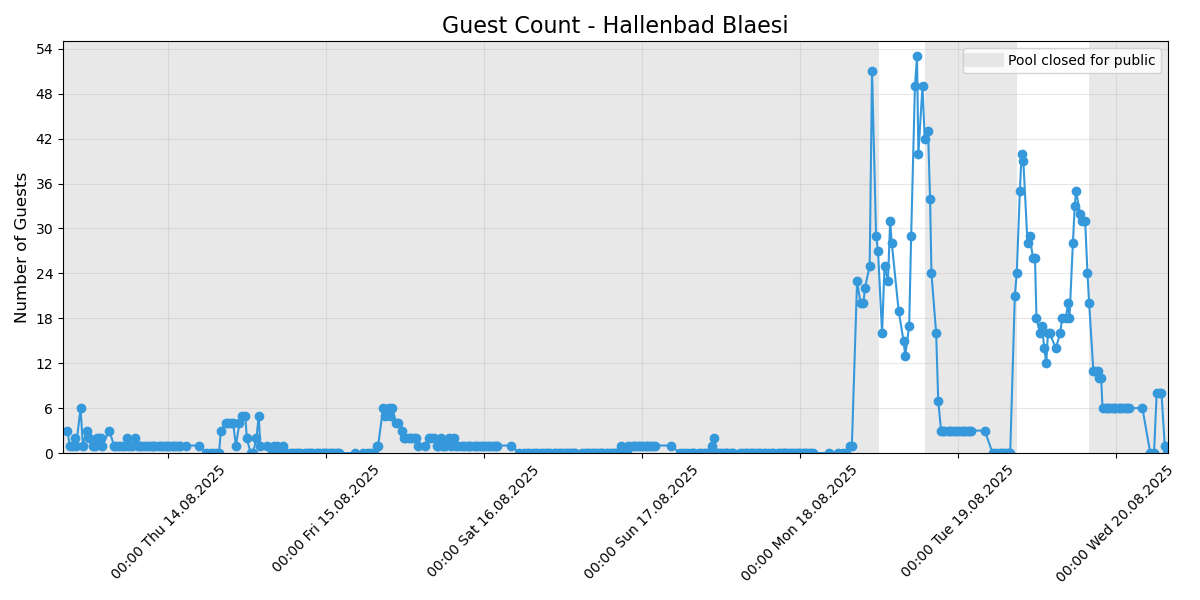 Guest Count - Hallenbad Blaesi
Pool closed for public
Number of Guests
54
48
42
36
30
24
18
12
6
0
00:00 Thu 14.08.2025
00:00 Fri 15.08.2025
00:00 Sat 16.08.2025
00:00 Sun 17.08.2025
00:00 Mon 18.08.2025
00:00 Tue 19.08.2025
00:00 Wed 20.08.2025